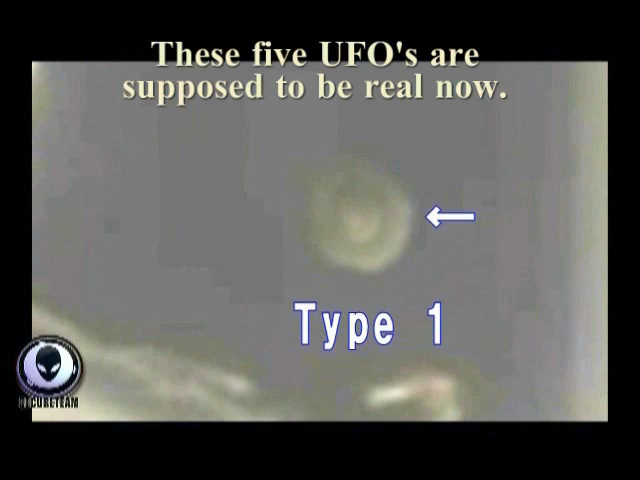 These five UFO's are
supposed to be real now.
←
Type 1
SECURETEAM